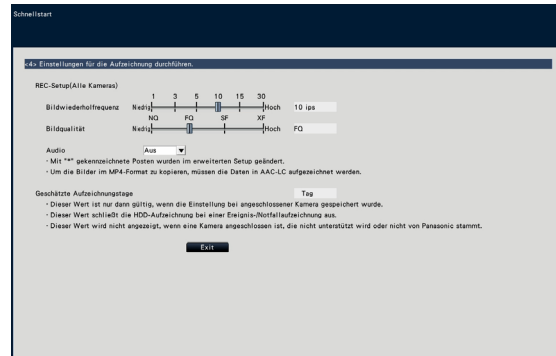 Schnellstart
<4> Einstellungen für die Aufzeichnung durchführen.
REC-Setup(Alle Kameras)
1 3 5 10 15 30
Bildwiederholfrequenz Hoch 10 ips
NQ FQ SF XF
Bildqualität Hoch FQ
Audio Aus
・Mit "*" gekennzeichnete Posten wurden im erweiterten Setup geändert.
・Um die Bilder im MP4-Format zu kopieren, müssen die Daten in AAC-LC aufgezeichnet werden.
Geschätzte Aufzeichnungstage Tag
・Dieser Wert ist nur dann gültig, wenn die Einstellung bei angeschlossener Kamera gespeichert wurde.
・Dieser Wert schließt die HDD-Aufzeichnung bei einer Ereignis-/Notfallaufzeichnung aus.
・Dieser Wert wird nicht angezeigt, wenn eine Kamera angeschlossen ist, die nicht unterstützt wird oder nicht von Panasonic stammt.
Exit